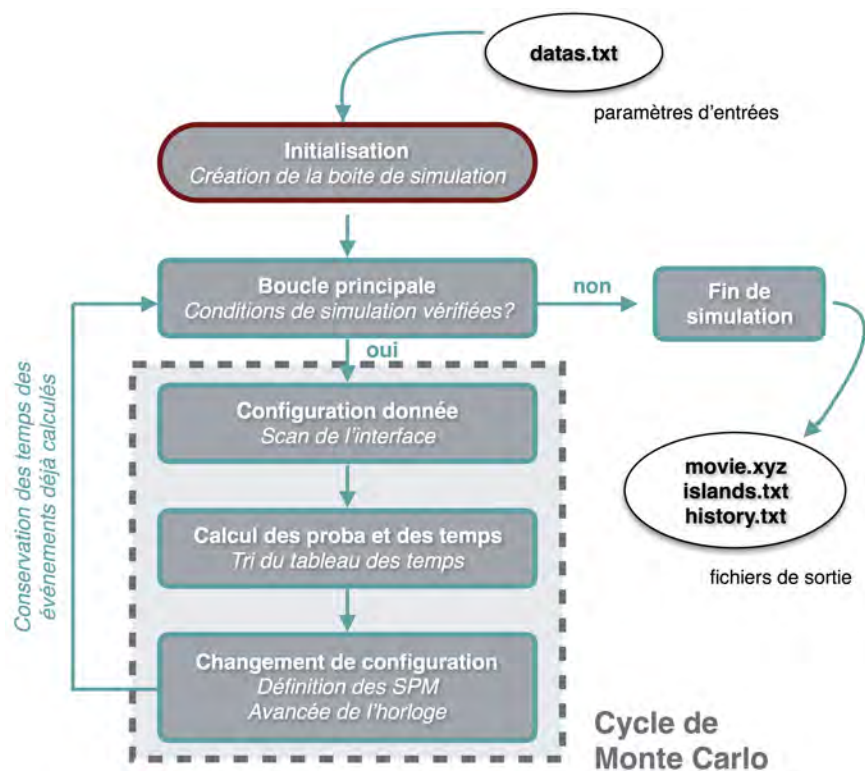 datas.txt
paramètres d'entrées
Initialisation
Création de la boite de simulation
Boucle principale
Conditions de simulation vérifiées?
non
Fin de
simulation
oui
Configuration donnée
Scan de l'interface
Calcul des proba et des temps
Tri du tableau des temps
Changement de configuration
Définition des SPM
Avancée de l'horloge
Conservation des temps des
événements déjà calculés
movie.xyz
islands.txt
history.txt
fichiers de sortie
Cycle de
Monte Carlo